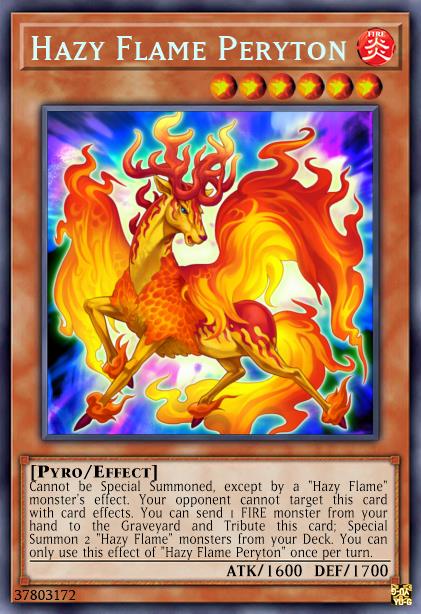 Hazy Flame Peryton
FIRE
炎
[Pyro/Effect]
Cannot be Special Summoned, except by a "Hazy Flame"
monster's effect. Your opponent cannot target this card
with card effects. You can send 1 FIRE monster from your
hand to the Graveyard and Tribute this card; Special
Summon 2 "Hazy Flame" monsters from your Deck. You can
only use this effect of "Hazy Flame Peryton" once per turn.
ATK/1600 DEF/1700
37803172